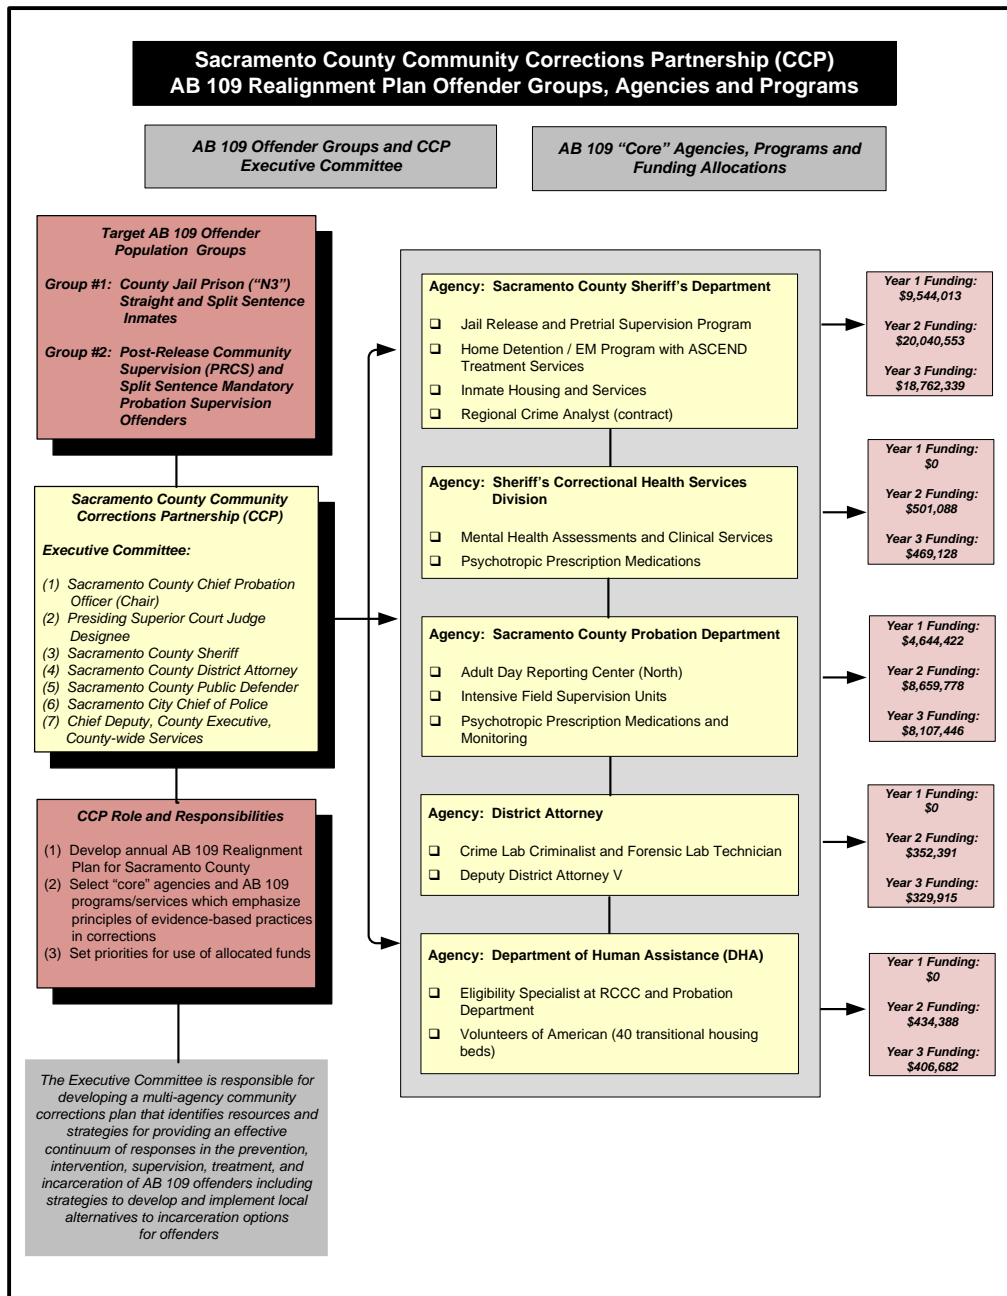 Sacramento County Community Corrections Partnership (CCP)
AB 109 Realignment Plan Offender Groups, Agencies and Programs
AB 109 Offender Groups and CCP
Executive Committee
AB 109 “Core” Agencies, Programs and
Funding Allocations
Target AB 109 Offender
Population Groups
Group #1: County Jail Prison (“N3”)
Straight and Split Sentence
Inmates
Group #2: Post-Release Community
Supervision (PRCS) and
Split Sentence Mandatory
Probation Supervision
Offenders
Sacramento County Community
Corrections Partnership (CCP)
Executive Committee:
(1) Sacramento County Chief Probation
Officer (Chair)
(2) Presiding Superior Court Judge
Designee
(3) Sacramento County Sheriff
(4) Sacramento County District Attorney
(5) Sacramento County Public Defender
(6) Sacramento City Chief of Police
(7) Chief Deputy, County Executive,
County-wide Services
CCP Role and Responsibilities
(1) Develop annual AB 109 Realignment
Plan for Sacramento County
(2) Select “core” agencies and AB 109
programs/services which emphasize
principles of evidence-based practices
in corrections
(3) Set priorities for use of allocated funds
The Executive Committee is responsible for
developing a multi-agency community
corrections plan that identifies resources and
strategies for providing an effective
continuum of responses in the prevention,
intervention, supervision, treatment, and
incarceration of AB 109 offenders including
strategies to develop and implement local
alternatives to incarceration options
for offenders
Agency: Sacramento County Sheriff’s Department
Jail Release and Pretrial Supervision Program
Home Detention / EM Program with ASCEND
Treatment Services
Inmate Housing and Services
Regional Crime Analyst (contract)
Year 1 Funding:
$9,544,013
Year 2 Funding:
$20,040,553
Year 3 Funding:
$18,762,339
Agency: Sheriff’s Correctional Health Services
Division
Mental Health Assessments and Clinical Services
Psychotropic Prescription Medications
Year 1 Funding:
$0
Year 2 Funding:
$501,088
Year 3 Funding:
$469,128
Agency: Sacramento County Probation Department
Adult Day Reporting Center (North)
Intensive Field Supervision Units
Psychotropic Prescription Medications and
Monitoring
Year 1 Funding:
$4,644,422
Year 2 Funding:
$8,659,778
Year 3 Funding:
$8,107,446
Agency: District Attorney
Crime Lab Criminalist and Forensic Lab Technician
Deputy District Attorney V
Year 1 Funding:
$0
Year 2 Funding:
$352,391
Year 3 Funding:
$329,915
Agency: Department of Human Assistance (DHA)
Eligibility Specialist at RCCC and Probation
Department
Volunteers of American (40 transitional housing
beds)
Year 1 Funding:
$0
Year 2 Funding:
$434,388
Year 3 Funding:
$406,682